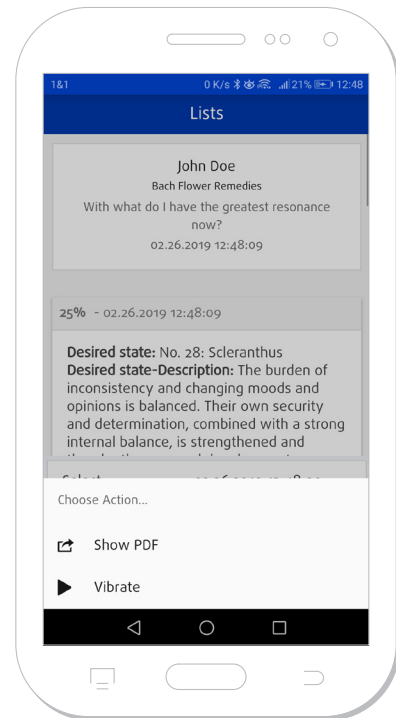 1&1 0 K/s 21% 12:48
Lists
John Doe
Bach Flower Remedies
With what do I have the greatest resonance
now?
02.26.2019 12:48:09
25% - 02.26.2019 12:48:09
Desired state: No. 28: Scleranthus
Desired state-Description: The burden of
inconsistency and changing moods and
opinions is balanced. Their own security
and determination, combined with a strong
internal balance, is strengthened and
Choose Action...
Show PDF
Vibrate